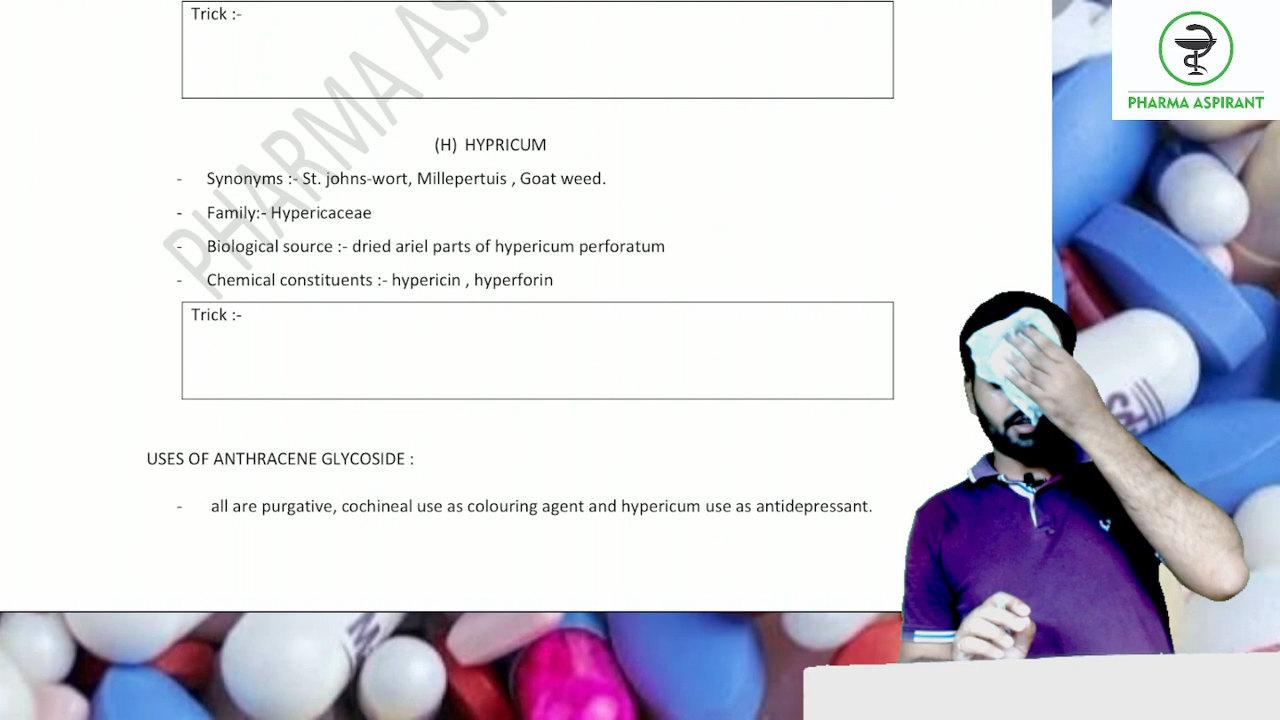 Trick :-
PHARMA AS
PHARMA ASPIRANT
(H) HYPRICUM
- Synonyms :- St. johns-wort, Millepertuis , Goat weed.
- Family:- Hypericaceae
- Biological source :- dried ariel parts of hypericum perforatum
- Chemical constituents :- hypericin , hyperforin
Trick :-
USES OF ANTHRACENE GLYCOSIDE :
- all are purgative, cochineal use as colouring agent and hypericum use as antidepressant.